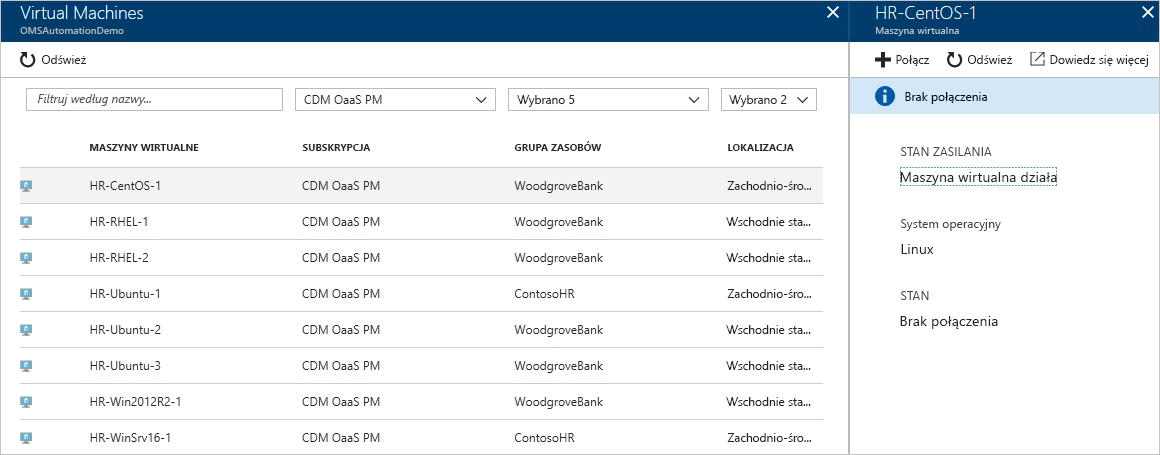 Virtual Machines
OMSAutomationDemo
Odśwież
Filtruj według nazwy... CDM OaaS PM Wybrano 5 Wybrano 2
MASZYNY WIRTUALNE SUBSKRYPCJA GRUPA ZASOBÓW LOKALIZACJA
HR-CentOS-1 CDM OaaS PM WoodgroveBank Zachodnio-śro...
HR-RHEL-1 CDM OaaS PM WoodgroveBank Wschodnie sta...
HR-RHEL-2 CDM OaaS PM WoodgroveBank Wschodnie sta...
HR-Ubuntu-1 CDM OaaS PM ContosoHR Zachodnio-śro...
HR-Ubuntu-2 CDM OaaS PM WoodgroveBank Wschodnie sta...
HR-Ubuntu-3 CDM OaaS PM WoodgroveBank Wschodnie sta...
HR-Win2012R2-1 CDM OaaS PM WoodgroveBank Wschodnie sta...
HR-WinSrv16-1 CDM OaaS PM ContosoHR Zachodnio-śro...
HR-CentOS-1
Maszyna wirtualna
Połącz Odśwież Dowiedz się więcej
Brak połączenia
STAN ZASILANIA
Maszyna wirtualna działa
System operacyjny
Linux
STAN
Brak połączenia